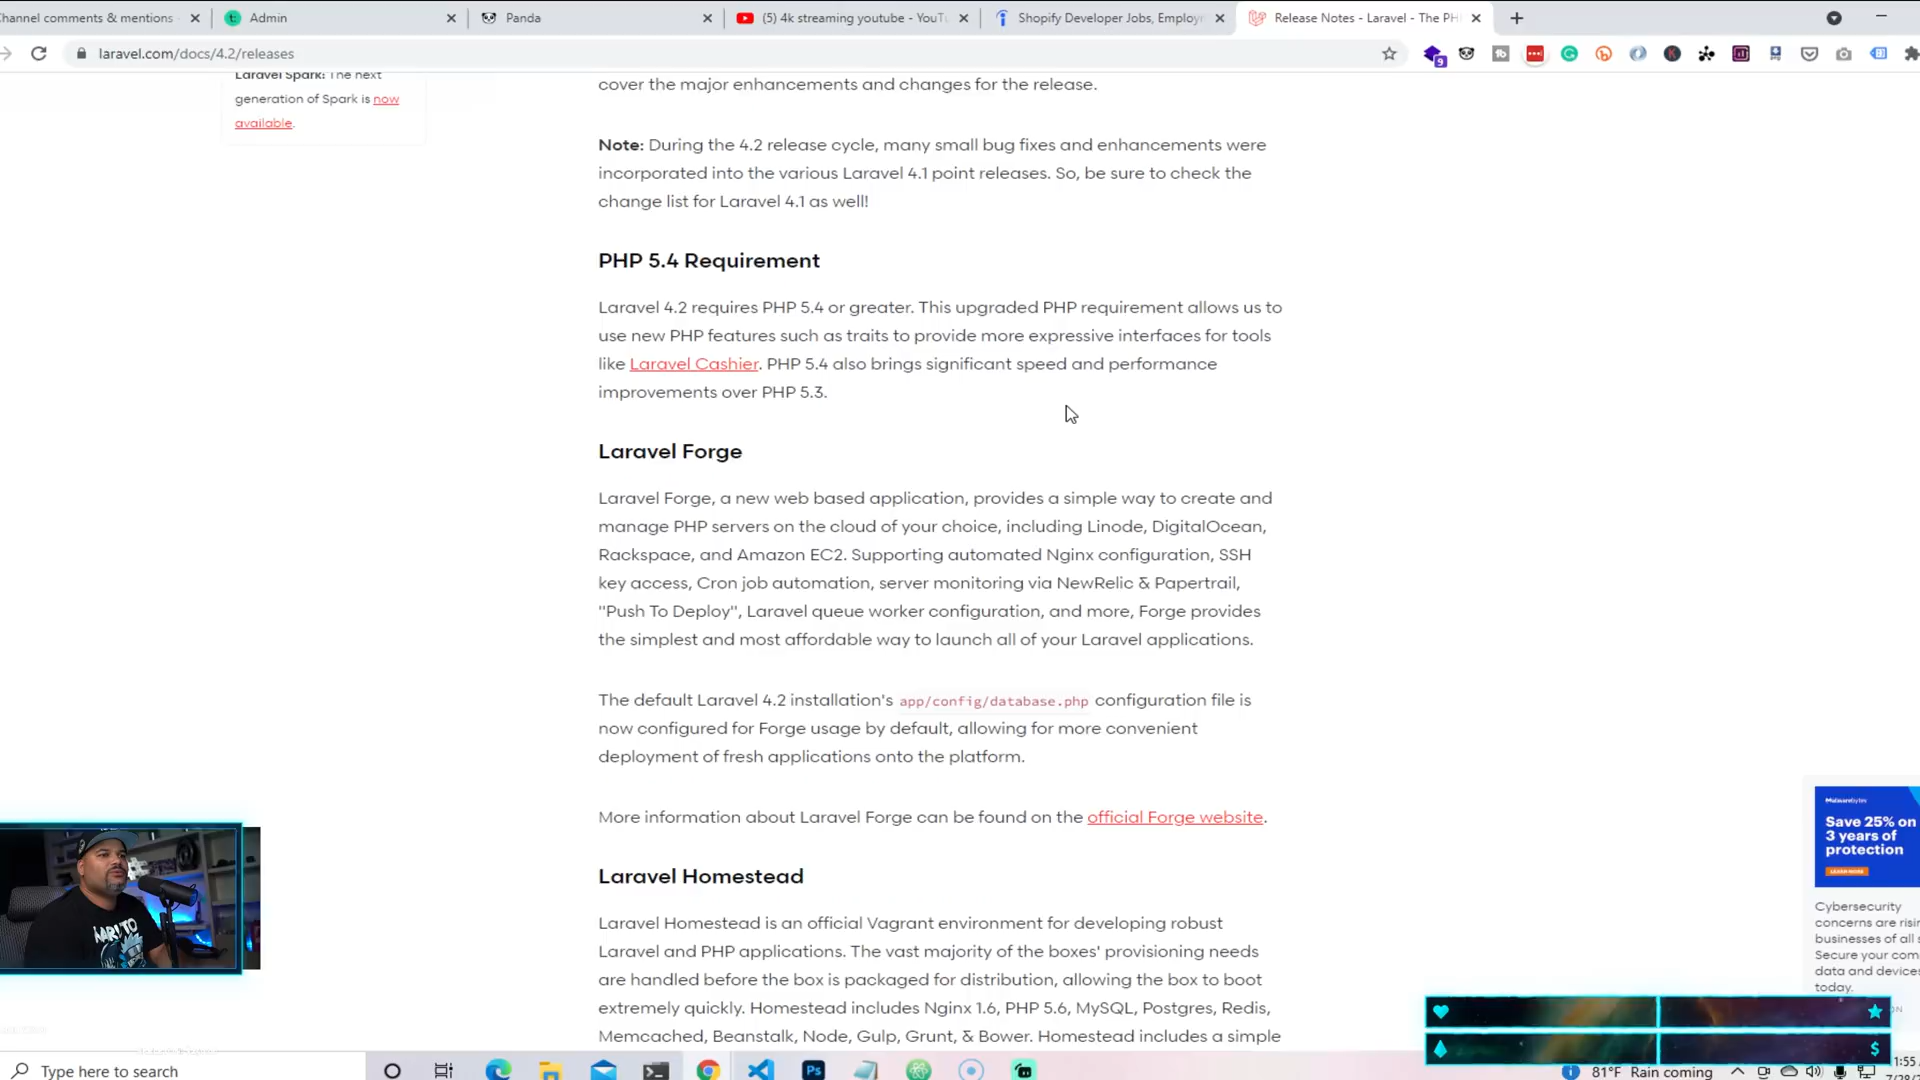 Channel comments & mentions
Admin
Panda
(5) 4k streaming youtube - YouTu
Shopify Developer Jobs, Employ
Release Notes - Laravel - The PH
laravel.com/docs/4.2/releases
9
Laravel Spark: The next
generation of Spark is now
available.
cover the major enhancements and changes for the release.
Note: During the 4.2 release cycle, many small bug fixes and enhancements were
incorporated into the various Laravel 4.1 point releases. So, be sure to check the
change list for Laravel 4.1 as well!
PHP 5.4 Requirement
Laravel 4.2 requires PHP 5.4 or greater. This upgraded PHP requirement allows us to
use new PHP features such as traits to provide more expressive interfaces for tools
like Laravel Cashier. PHP 5.4 also brings significant speed and performance
improvements over PHP 5.3.
Laravel Forge
Laravel Forge, a new web based application, provides a simple way to create and
manage PHP servers on the cloud of your choice, including Linode, DigitalOcean,
Rackspace, and Amazon EC2. Supporting automated Nginx configuration, SSH
key access, Cron job automation, server monitoring via NewRelic & Papertrail,
"Push To Deploy", Laravel queue worker configuration, and more, Forge provides
the simplest and most affordable way to launch all of your Laravel applications.
The default Laravel 4.2 installation's app/config/database.php configuration file is
now configured for Forge usage by default, allowing for more convenient
deployment of fresh applications onto the platform.
More information about Laravel Forge can be found on the official Forge website.
Laravel Homestead
Laravel Homestead is an official Vagrant environment for developing robust
Laravel and PHP applications. The vast majority of the boxes' provisioning needs
are handled before the box is packaged for distribution, allowing the box to boot
extremely quickly. Homestead includes Nginx 1.6, PHP 5.6, MySQL, Postgres, Redis,
Memcached, Beanstalk, Node, Gulp, Grunt, & Bower. Homestead includes a simple
Malwarebytes
Save 25% on
3 years of
protection
LEARN MORE
Cybersecurity
concerns are risi
businesses of all s
Secure your com
data and devices
today.
NARUTO
Type here to search
Ps
81°F Rain coming
1:55